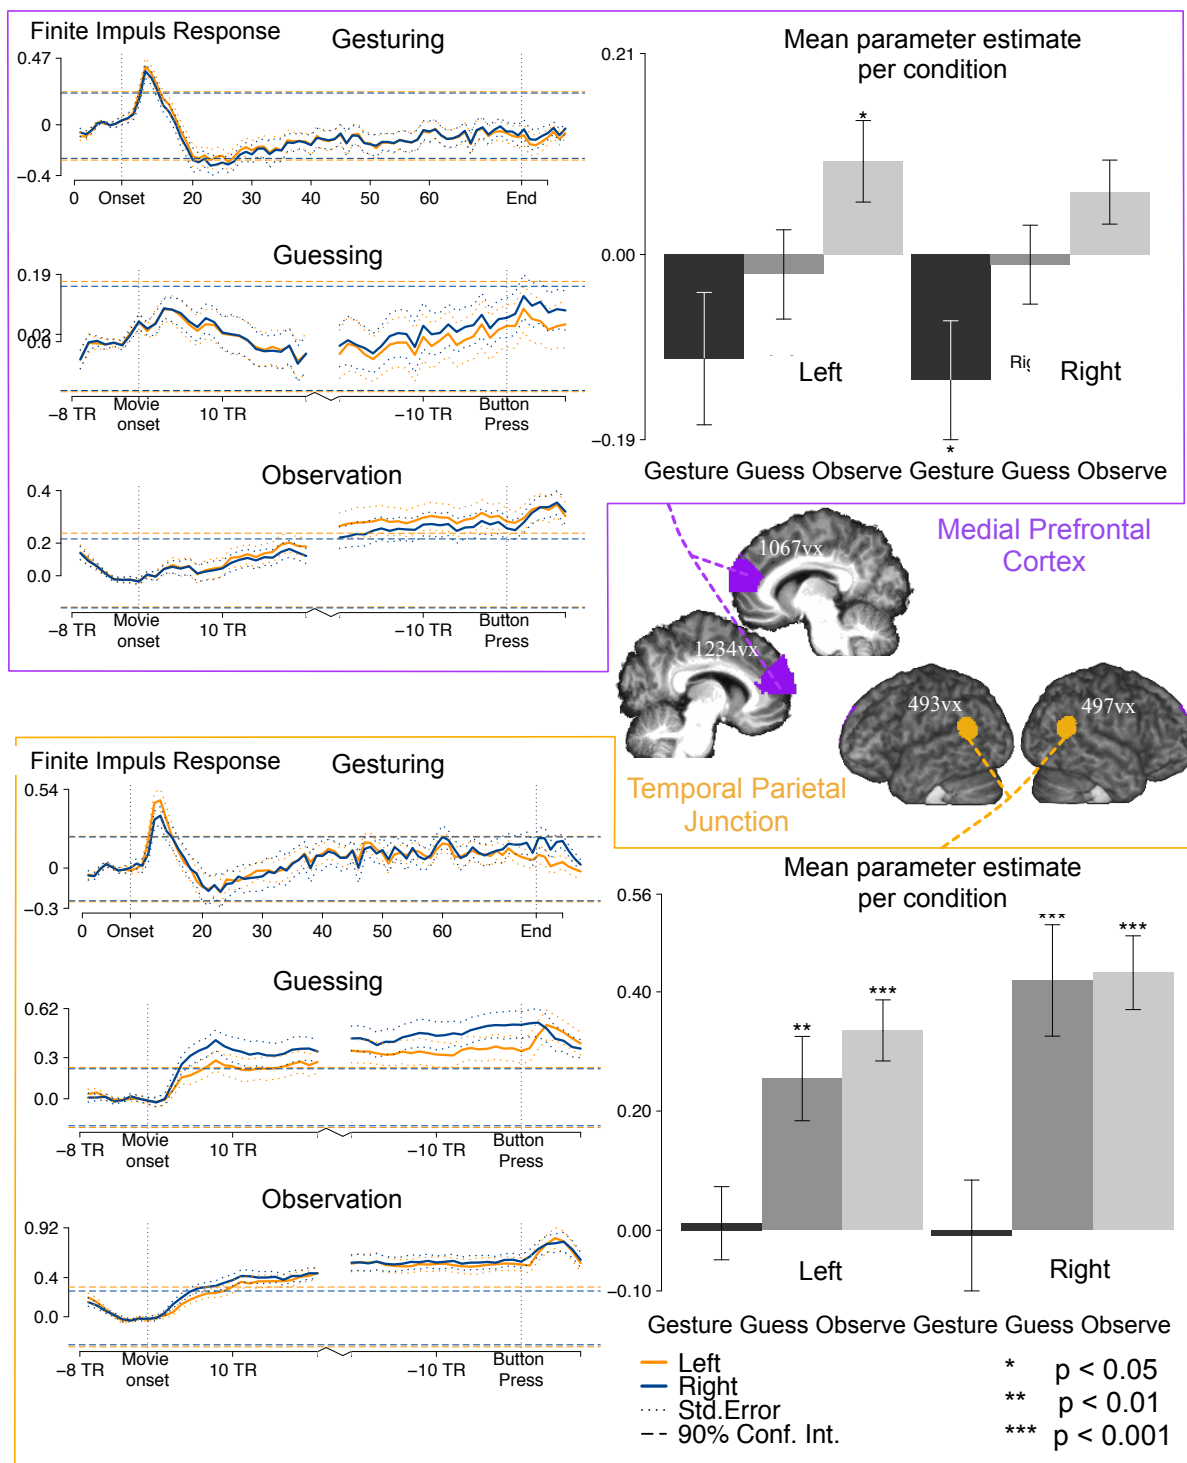 Finite Impuls Response
Gesturing
0.47
0
−0.4
0 Onset 20 30 40 50 60 End
Guessing
0.19
0.02
0.0
−8 TR Movie onset 10 TR −10 TR Button Press
Observation
0.4
0.2
0.0
−8 TR Movie onset 10 TR −10 TR Button Press
Mean parameter estimate
per condition
0.21
0.00
−0.19
*
*
Left
Right
Gesture Guess Observe Gesture Guess Observe
Medial Prefrontal
Cortex
1067vx
1234vx
493vx
497vx
Temporal Parietal
Junction
Finite Impuls Response
Gesturing
0.54
0
−0.3
0 Onset 20 30 40 50 60 End
Guessing
0.62
0.3
0.0
−8 TR Movie onset 10 TR −10 TR Button Press
Observation
0.92
0.4
0.0
−8 TR Movie onset 10 TR −10 TR Button Press
Mean parameter estimate
per condition
0.56
0.40
0.20
0.00
−0.10
**
***
***
***
Left
Right
Gesture Guess Observe Gesture Guess Observe
Left
Right
Std.Error
90% Conf. Int.
* p < 0.05
** p < 0.01
*** p < 0.001